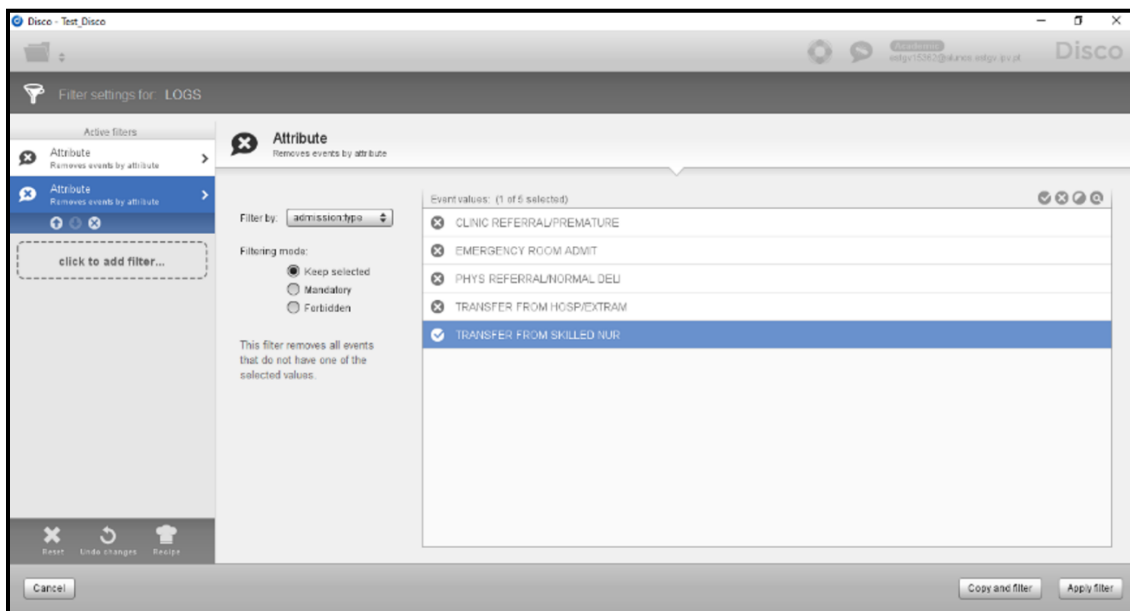 Disco - Test_Disco
Academic
Disco
Filter settings for: LOGS
Active filters
Attribute
Removes events by attribute
Attribute
Removes events by attribute
click to add filter...
Reset
Undo changes
Recipe
Attribute
Removes events by attribute
Filter by:
admission:type
Filtering mode:
Keep selected
Mandatory
Forbidden
This filter removes all events
that do not have one of the
selected values.
Event values: (1 of 5 selected)
CLINIC REFERRAL/PREMATURE
EMERGENCY ROOM ADMIT
PHYS REFERRAL/NORMAL DELI
TRANSFER FROM HOSP/EXTRAM
TRANSFER FROM SKILLED NUR
Cancel
Copy and filter
Apply filter